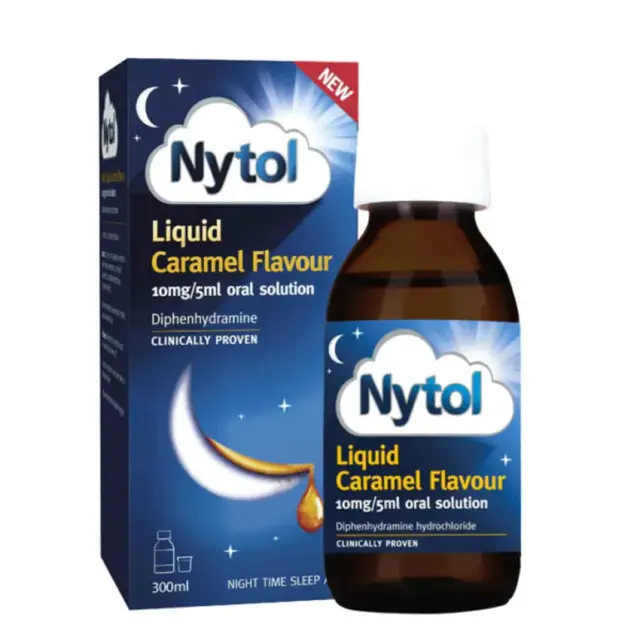 NEW
Nytol
Nytol
Liquid
Caramel Flavour
10mg/5ml oral solution
Diphenhydramine
CLINICALLY PROVEN
300ml
NIGHT TIME SLEEP
Nytol
Liquid
Caramel Flavour
10mg/5ml oral solution
Diphenhydramine hydrochloride
CLINICALLY PROVEN